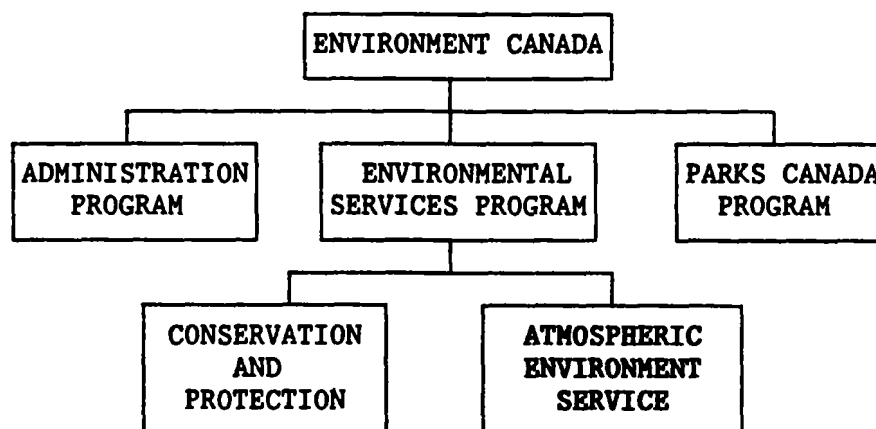 ENVIRONMENT CANADA
ADMINISTRATION
PROGRAM
ENVIRONMENTAL
SERVICES PROGRAM
PARKS CANADA
PROGRAM
CONSERVATION
AND
PROTECTION
ATMOSPHERIC
ENVIRONMENT
SERVICE